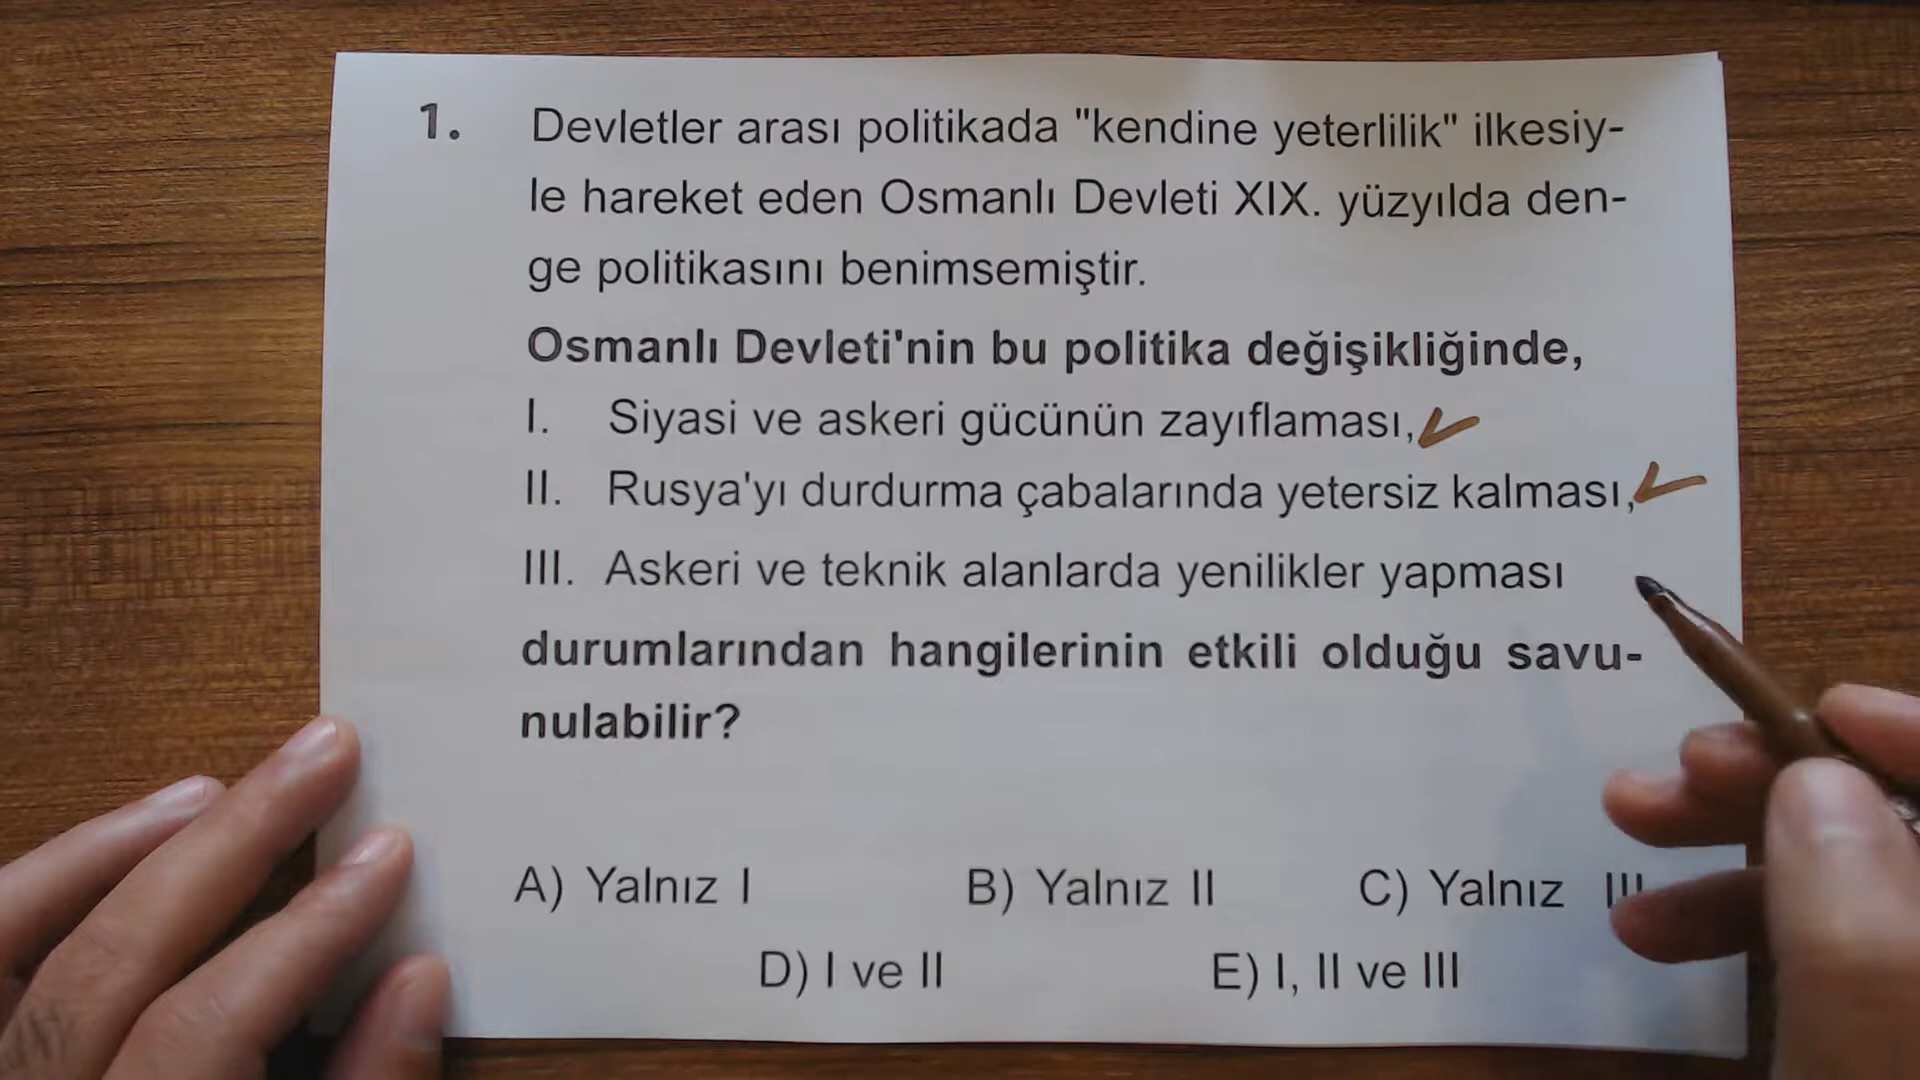 1. Devletler arası politikada "kendine yeterlilik" ilkesiy-
le hareket eden Osmanlı Devleti XIX. yüzyılda den-
ge politikasını benimsemiştir.
Osmanlı Devleti'nin bu politika değişikliğinde,
I. Siyasi ve askeri gücünün zayıflaması,
II. Rusya'yı durdurma çabalarında yetersiz kalması,
III. Askeri ve teknik alanlarda yenilikler yapması
durumlarından hangilerinin etkili olduğu savu-
nulabilir?
A) Yalnız I B) Yalnız II C) Yalnız III
D) I ve II E) I, II ve III